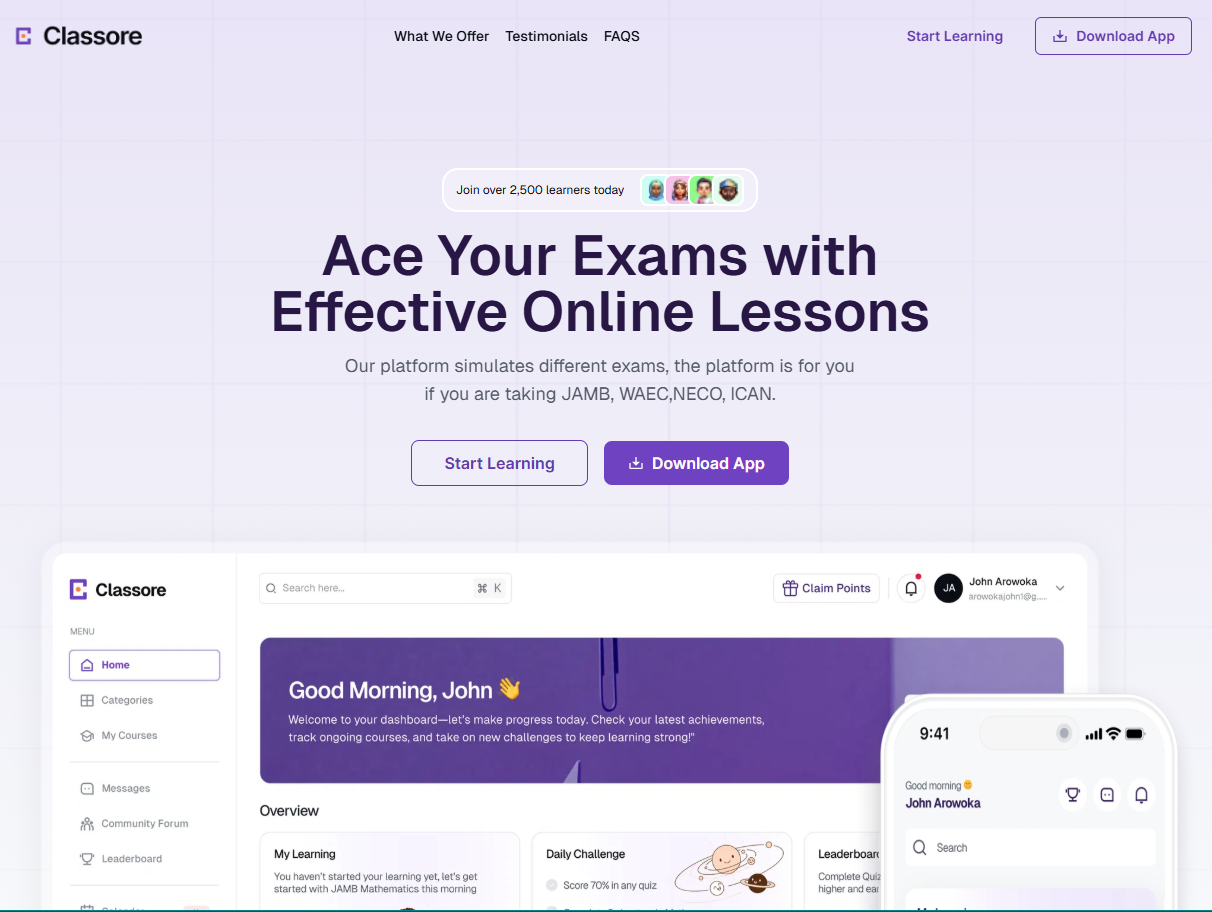 Classore
What We Offer Testimonials FAQS
Start Learning
Download App
Join over 2,500 learners today
Ace Your Exams with
Effective Online Lessons
Our platform simulates different exams, the platform is for you
if you are taking JAMB, WAEC,NECO, ICAN.
Start Learning
Download App
Classore
Search here...
⌘ K
Claim Points
JA
John Arowoka
arowokajohn1@g.....
MENU
Home
Categories
My Courses
Messages
Community Forum
Leaderboard
Good Morning, John 👋
Welcome to your dashboard—let's make progress today. Check your latest achievements,
track ongoing courses, and take on new challenges to keep learning strong!"
Overview
My Learning
You haven't started your learning yet, let's get
started with JAMB Mathematics this morning
Daily Challenge
Score 70% in any quiz
Leaderboard
Complete Quiz
higher and ea
9:41
Good morning
John Arowoka
Search